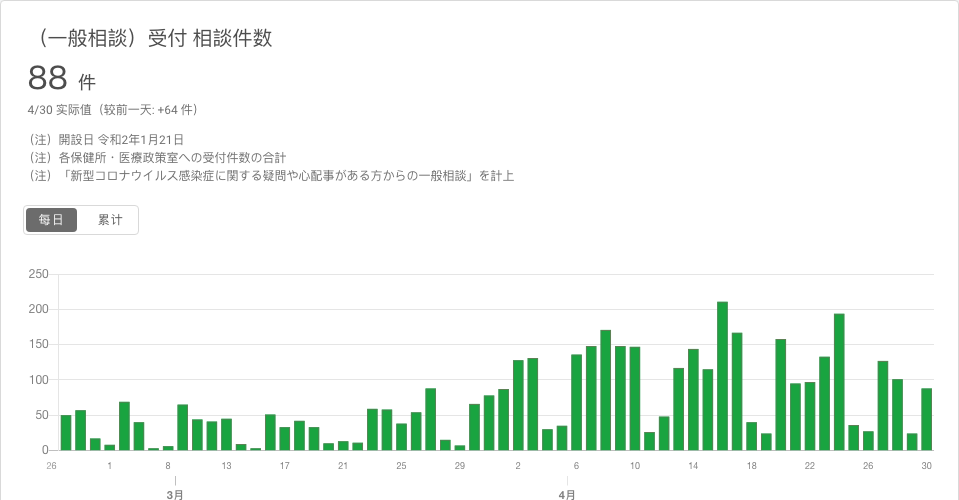 （一般相談）受付 相談件数
88 件
4/30 实际值（较前一天: +64 件）
（注）開設日 令和2年1月21日
（注）各保健所・医療政策室への受付件数の合計
（注）「新型コロナウイルス感染症に関する疑問や心配事がある方からの一般相談」を計上
每日 累计
250
200
150
100
50
0
26 1 8 13 17 21 25 29 2 6 10 14 18 22 26 30
3月 4月